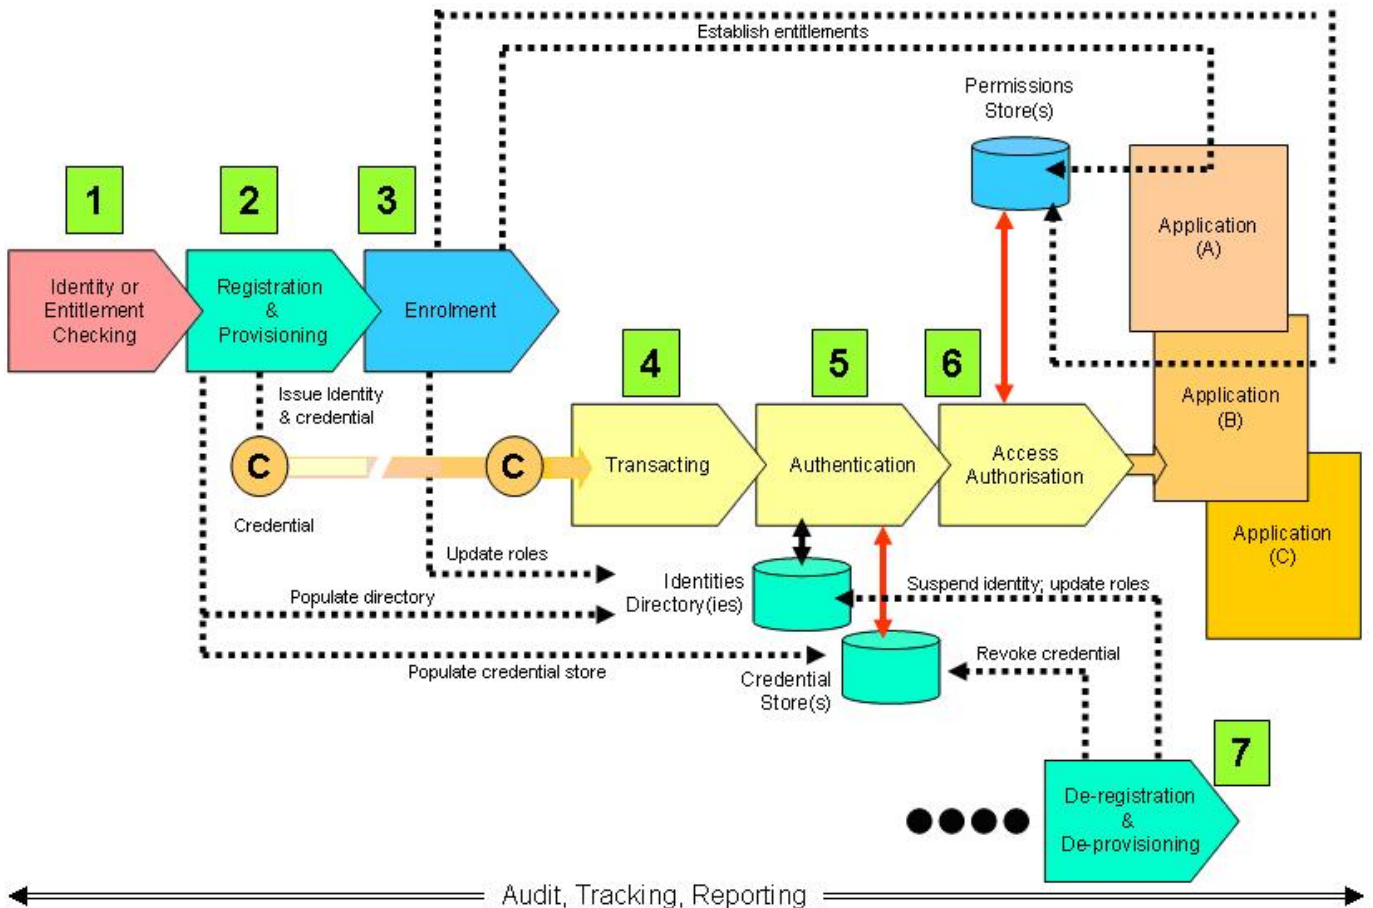 Establish entitlements
Permissions
Store(s)
1
2
3
Identity or
Entitlement
Checking
Registration
&
Provisioning
Enrolment
Application
(A)
Issue Identity
& credential
4
5
6
Application
(B)
C
C
Transacting
Authentication
Access
Authorisation
Credential
Application
(C)
Update roles
Populate directory
Identities
Directory(ies)
Suspend identity; update roles
Populate credential store
Credential
Store(s)
Revoke credential
7
De-registration
&
De-provisioning
Audit, Tracking, Reporting